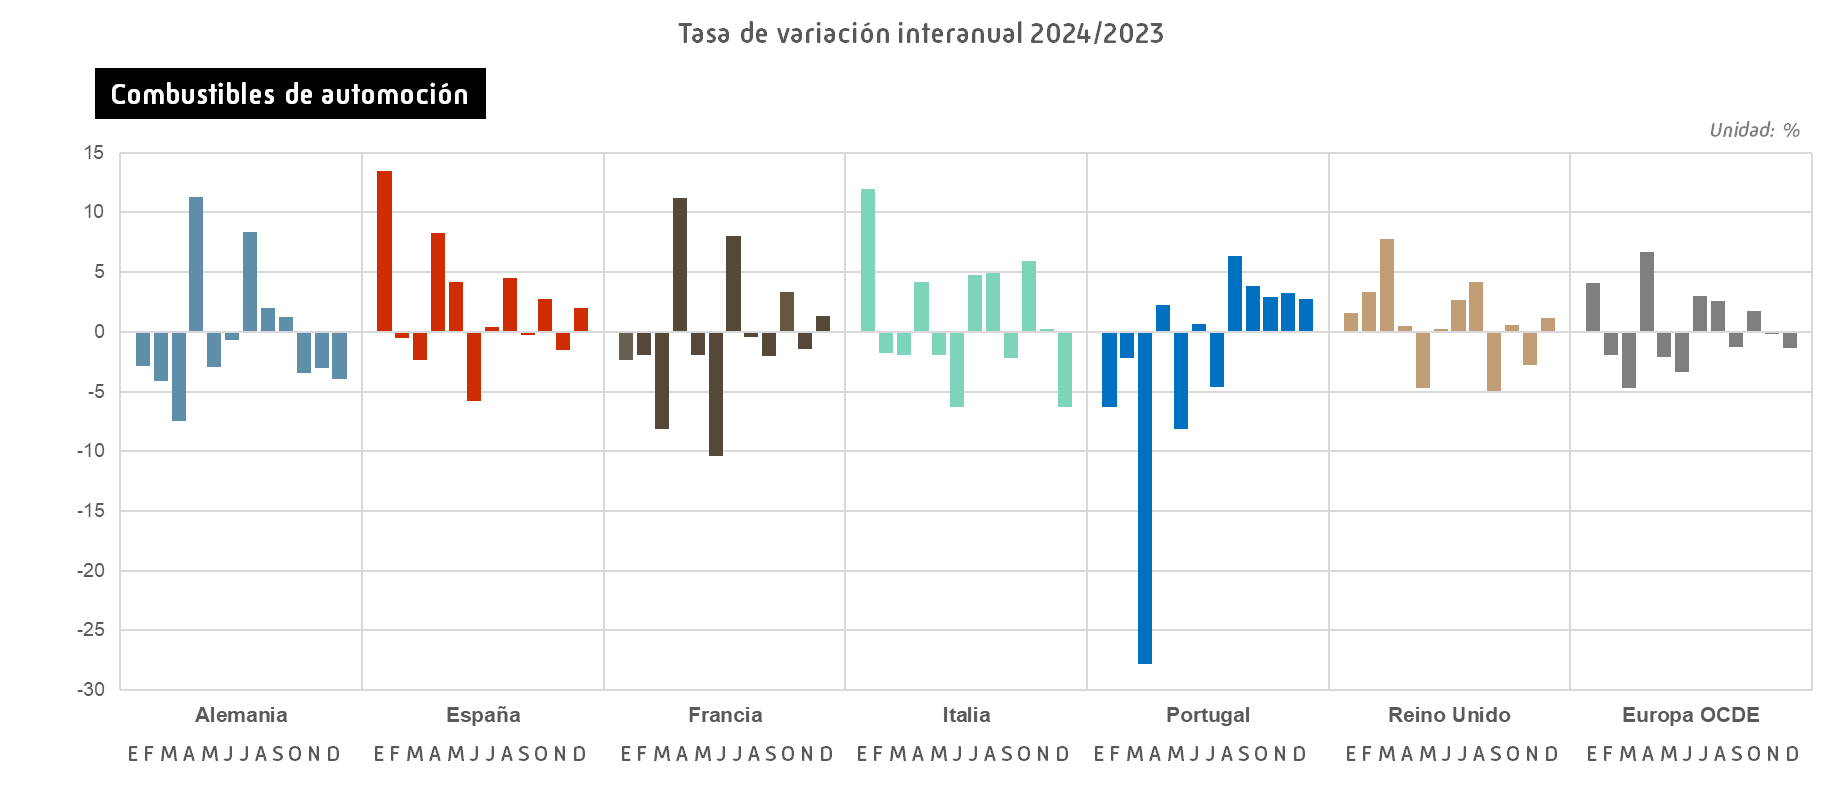 Tasa de variación interanual 2024/2023
Combustibles de automoción
Unidad: %
15
10
5
0
-5
-10
-15
-20
-25
-30
Alemania España Francia Italia Portugal Reino Unido Europa OCDE
E F M A M J J A S O N D E F M A M J J A S O N D E F M A M J J A S O N D E F M A M J J A S O N D E F M A M J J A S O N D E F M A M J J A S O N D E F M A M J J A S O N D